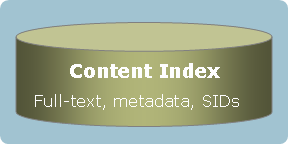 Content Index
Full-text, metadata, SIDs